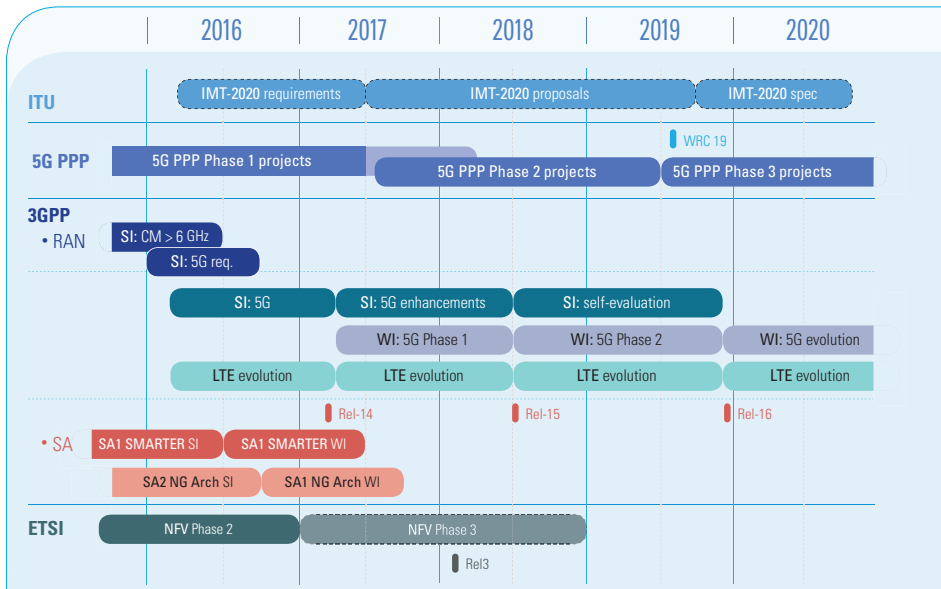 2016 2017 2018 2019 2020
ITU
IMT-2020 requirements IMT-2020 proposals IMT-2020 spec
WRC 19
5G PPP
5G PPP Phase 1 projects
5G PPP Phase 2 projects 5G PPP Phase 3 projects
3GPP
• RAN
SI: CM > 6 GHz
SI: 5G req.
SI: 5G SI: 5G enhancements SI: self-evaluation
WI: 5G Phase 1 WI: 5G Phase 2 WI: 5G evolution
LTE evolution LTE evolution LTE evolution LTE evolution
Rel-14 Rel-15 Rel-16
• SA
SA1 SMARTER SI SA1 SMARTER WI
SA2 NG Arch SI SA1 NG Arch WI
ETSI
NFV Phase 2 NFV Phase 3
Rel3